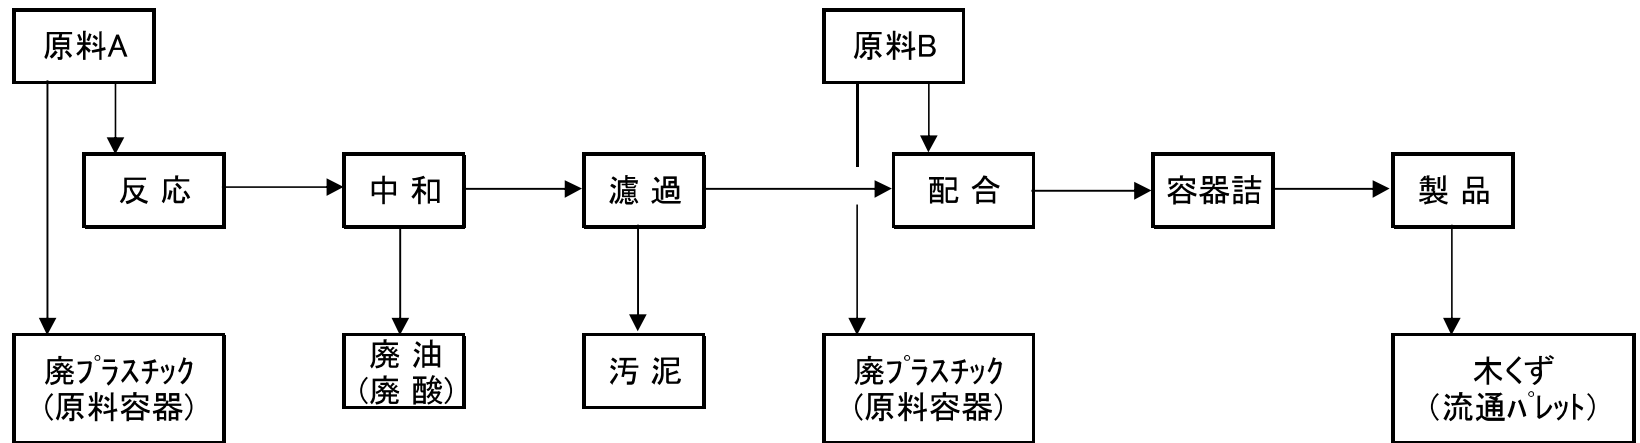 原料A
原料B
反 応
中 和
濾 過
配 合
容器詰
製 品
廃プラスチック
（原料容器）
廃 油
（廃 酸）
汚 泥
廃プラスチック
（原料容器）
木くず
（流通パレット）